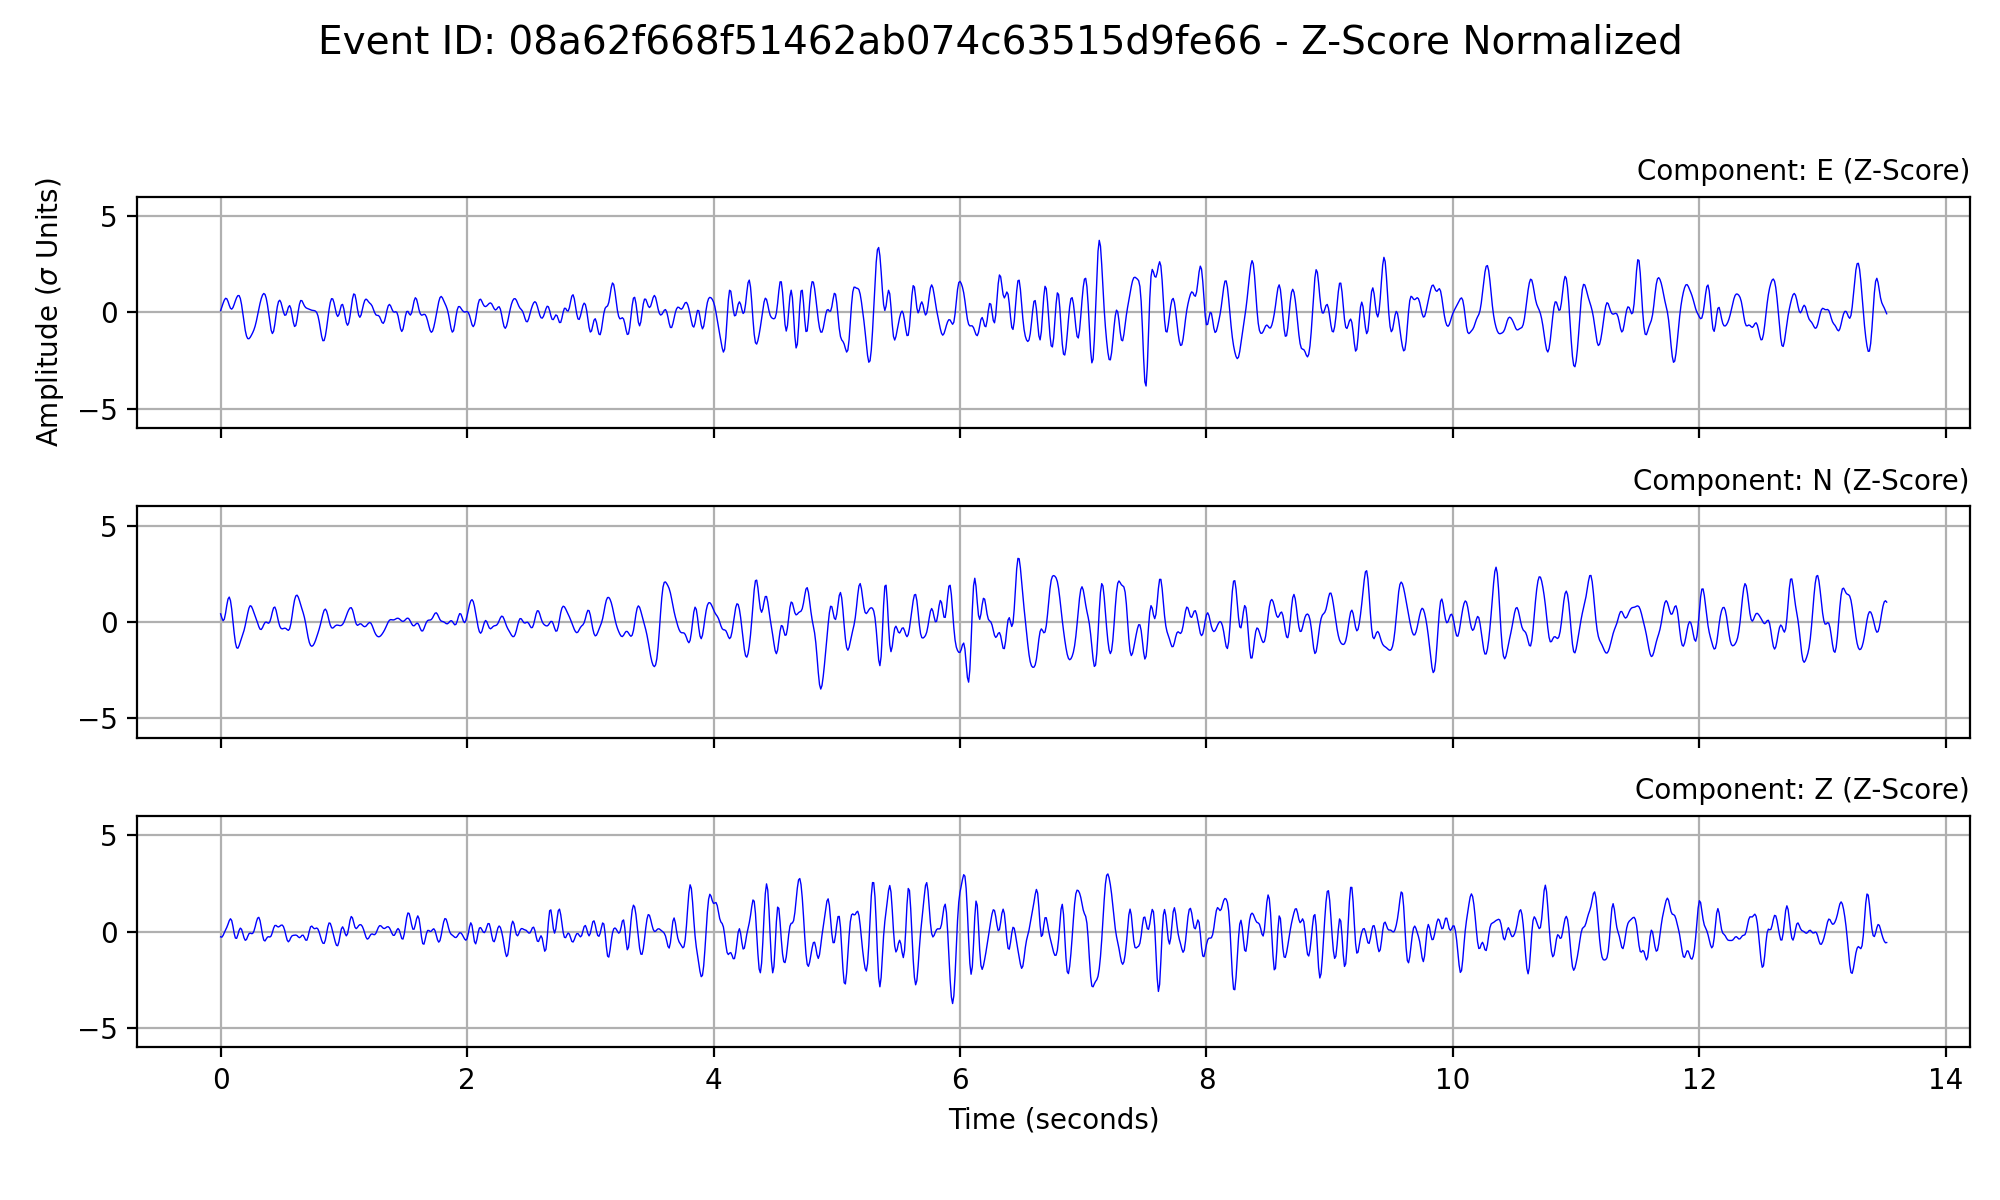 Event ID: 08a62f668f51462ab074c63515d9fe66 - Z-Score Normalized
Component: E (Z-Score)
Amplitude (σ Units)
5
0
−5
Component: N (Z-Score)
5
0
−5
Component: Z (Z-Score)
5
0
−5
0 2 4 6 8 10 12 14
Time (seconds)